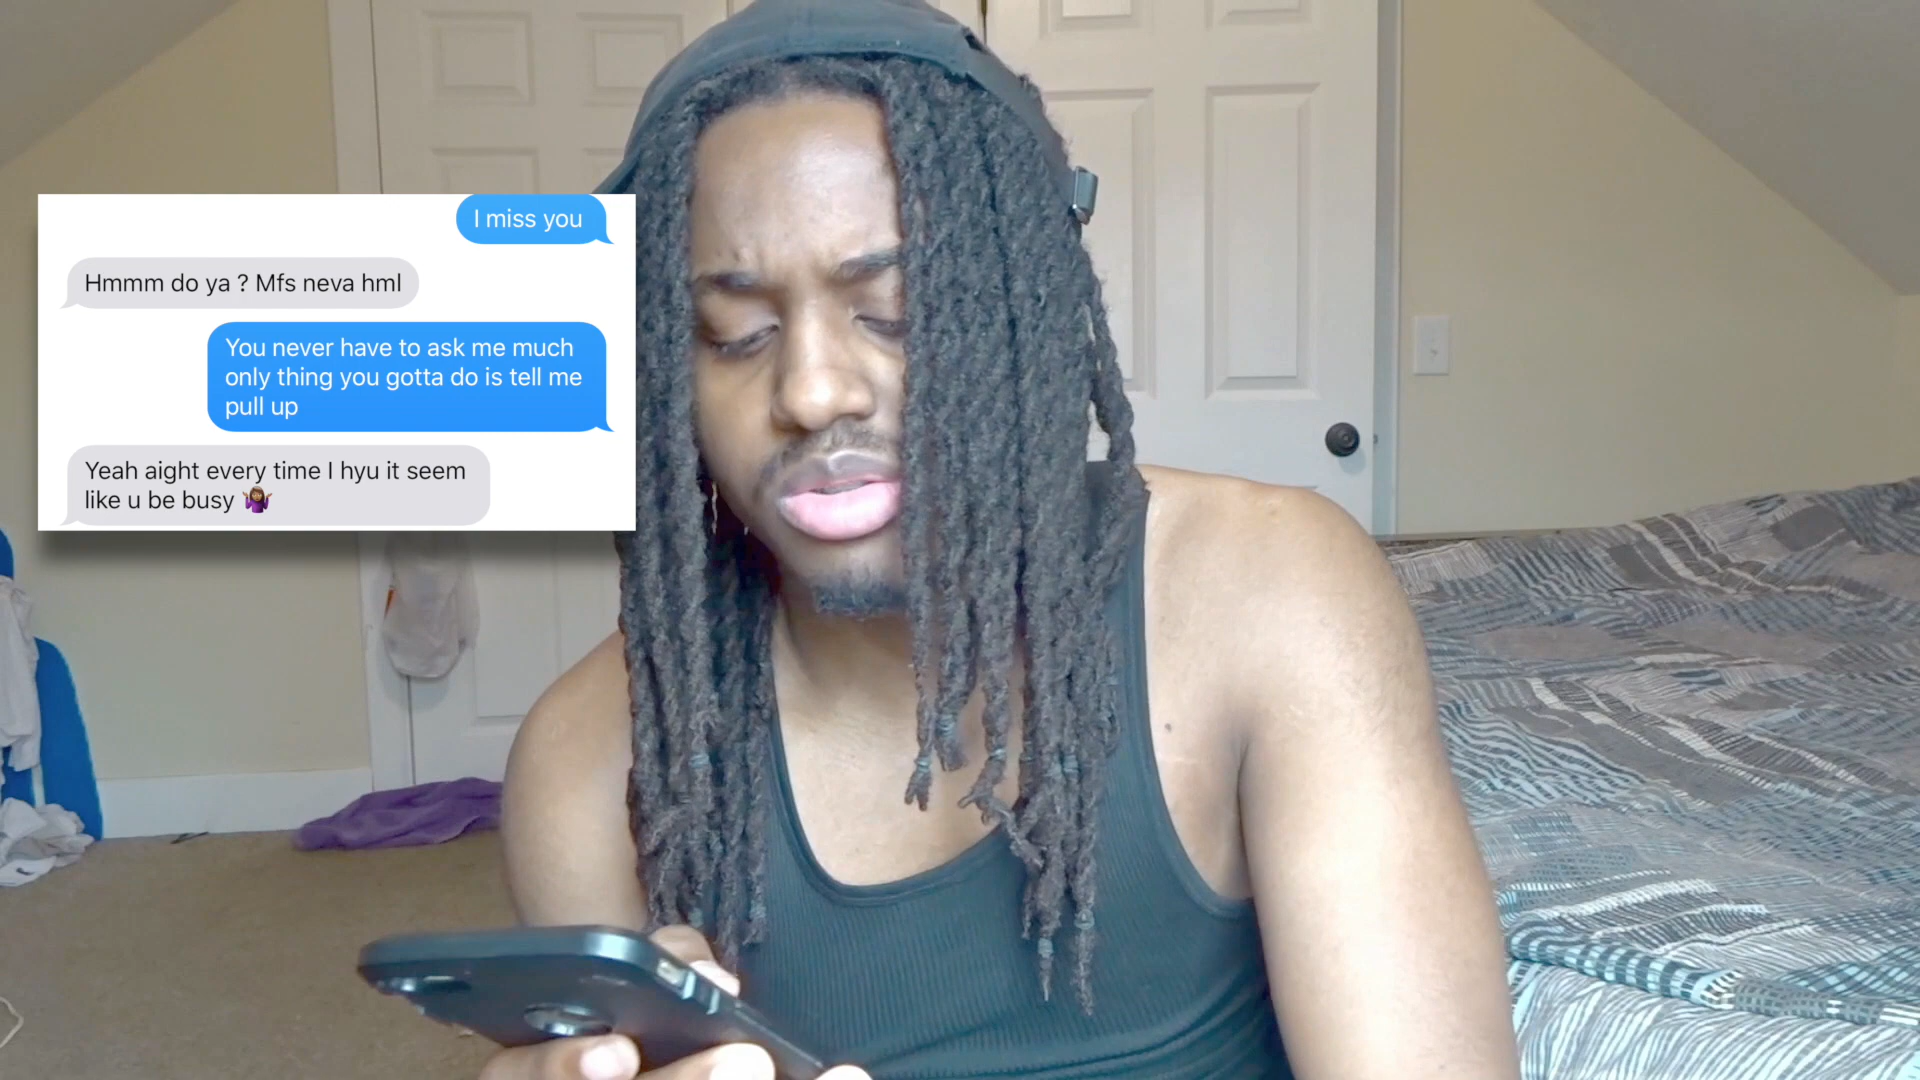 I miss you
Hmmm do ya ? Mfs neva hml
You never have to ask me much
only thing you gotta do is tell me
pull up
Yeah aight every time I hyu it seem
like u be busy 🤷🏾‍♀️